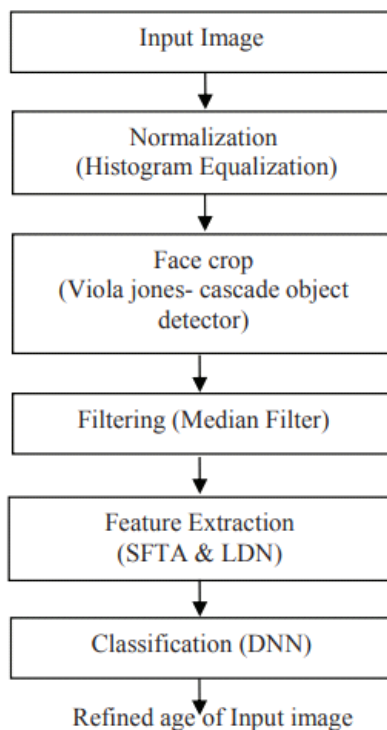 Input Image
Normalization
(Histogram Equalization)
Face crop
(Viola jones- cascade object
detector)
Filtering (Median Filter)
Feature Extraction
(SFTA & LDN)
Classification (DNN)
Refined age of Input image